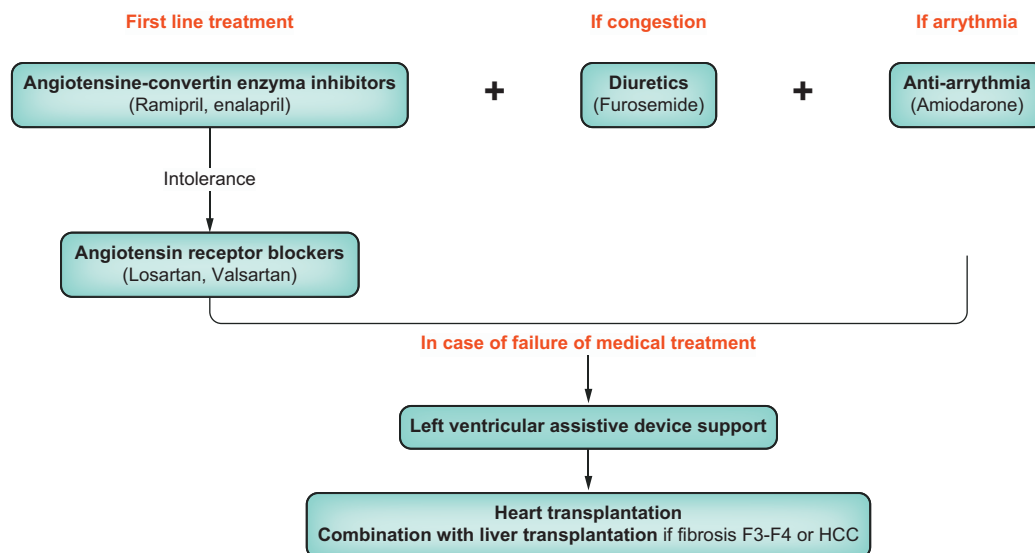 First line treatment
If congestion
If arrythmia
Angiotensine-convertin enzyma inhibitors
(Ramipril, enalapril)
+
Diuretics
(Furosemide)
+
Anti-arrythmia
(Amiodarone)
Intolerance
Angiotensin receptor blockers
(Losartan, Valsartan)
In case of failure of medical treatment
Left ventricular assistive device support
Heart transplantation
Combination with liver transplantation if fibrosis F3-F4 or HCC